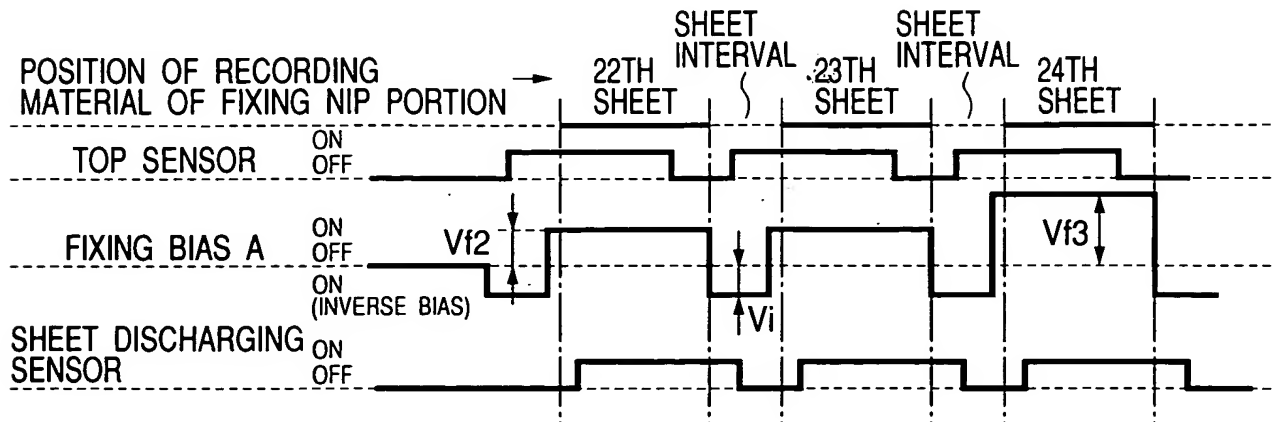 SHEET
INTERVAL
SHEET
INTERVAL
POSITION OF RECORDING
MATERIAL OF FIXING NIP PORTION
22TH
SHEET
23TH
SHEET
24TH
SHEET
TOP SENSOR
ON
OFF
FIXING BIAS A
ON
OFF
Vf2
Vf3
ON
(INVERSE BIAS)
Vi
SHEET DISCHARGING
SENSOR
ON
OFF